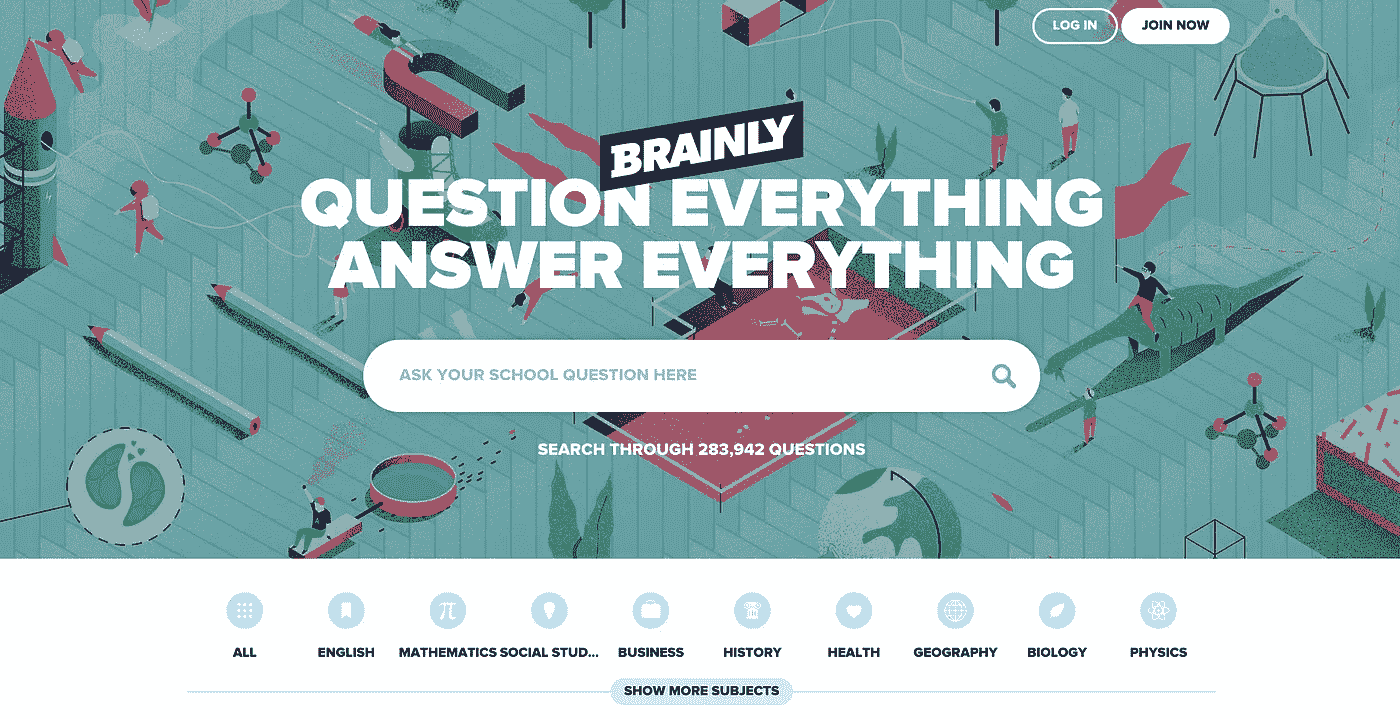 LOG IN
JOIN NOW
BRAINLY
QUESTION EVERYTHING
ANSWER EVERYTHING
ASK YOUR SCHOOL QUESTION HERE
SEARCH THROUGH 283,942 QUESTIONS
ALL
ENGLISH
MATHEMATICS
SOCIAL STUD...
BUSINESS
HISTORY
HEALTH
GEOGRAPHY
BIOLOGY
PHYSICS
SHOW MORE SUBJECTS